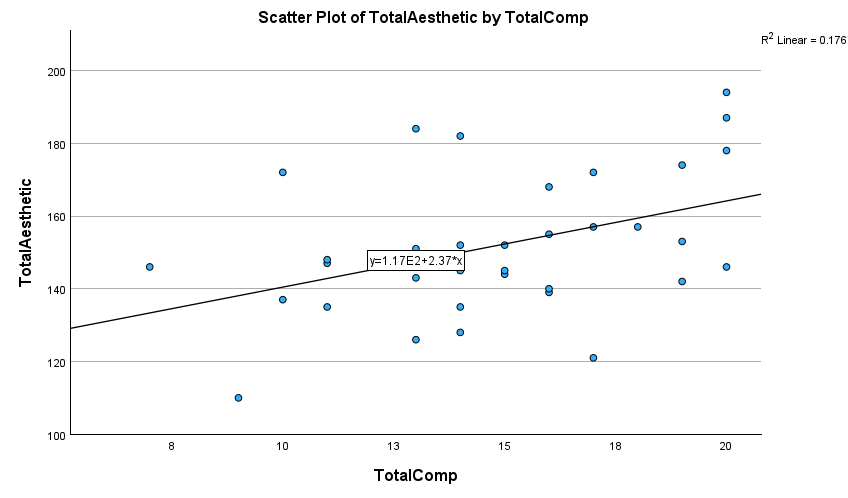 Scatter Plot of TotalAesthetic by TotalComp
R2 Linear = 0.176
200
180
160
140
120
100
TotalAesthetic
y=1.17E2+2.37*x
8 10 13 15 18 20
TotalComp